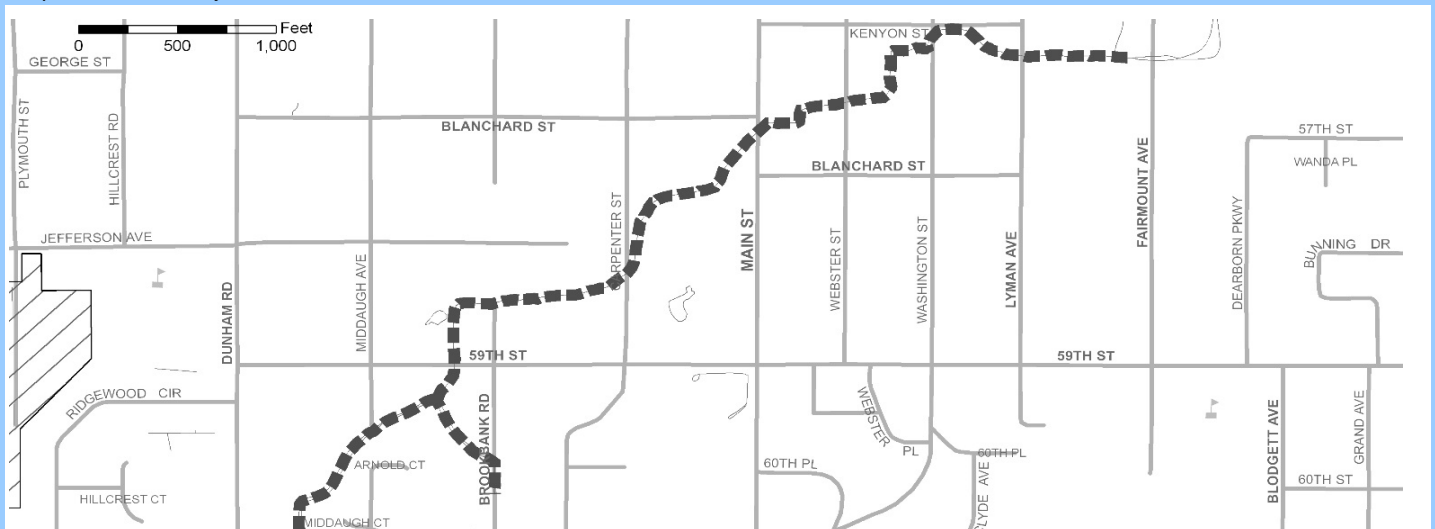 Feet
0 500 1,000
KENYON ST
GEORGE ST
PLYMOUTH ST
HILLCREST RD
BLANCHARD ST
57TH ST
WANDA PL
BLANCHARD ST
FAIRMOUNT AVE
CARPENTER ST
MAIN ST
WEBSTER ST
WASHINGTON ST
LYMAN AVE
DEARBORN PKWY
BUNNING DR
JEFFERSON AVE
DUNHAM RD
MIDDAUGH AVE
59TH ST
59TH ST
RIDGEWOOD CIR
WEBSTER PL
BROOKBANK RD
BLODGETT AVE
GRAND AVE
ARNOLD CT
60TH PL
60TH PL
60TH ST
HILLCREST CT
MIDDAUGH CT
LYDE AVE